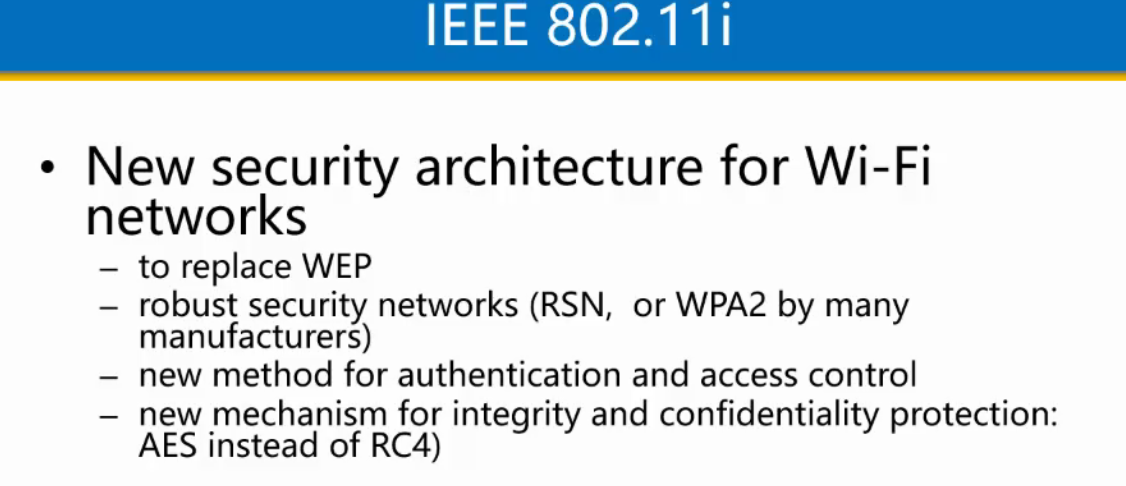 IEEE 802.11i
• New security architecture for Wi-Fi
networks
– to replace WEP
– robust security networks (RSN,  or WPA2 by many
manufacturers)
– new method for authentication and access control
– new mechanism for integrity and confidentiality protection:
AES instead of RC4)